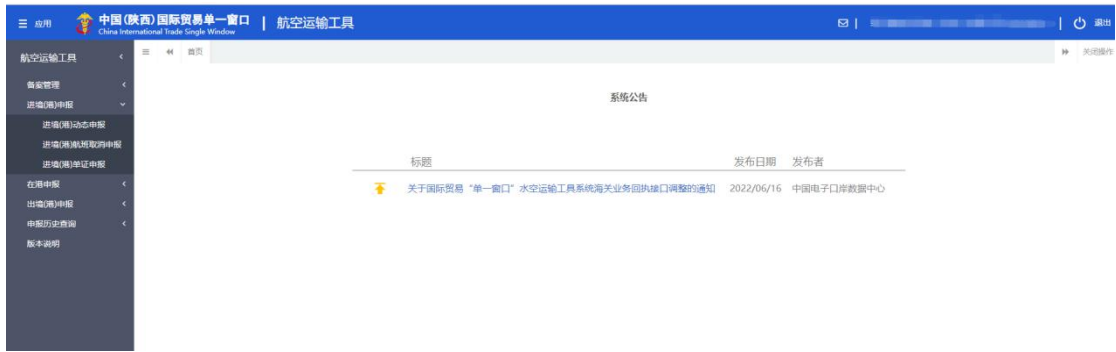 应用
中国(陕西)国际贸易单一窗口 | 航空运输工具
China International Trade Single Window
退出
航空运输工具
首页
关闭操作
备案管理
进境(港)申报
进境(港)动态申报
进境(港)航班取消申报
进境(港)单证申报
在港申报
出境(港)申报
申报历史查询
版本说明
系统公告
标题 发布日期 发布者
关于国际贸易“单一窗口”水空运输工具系统海关业务回执接口调整的通知 2022/06/16 中国电子口岸数据中心